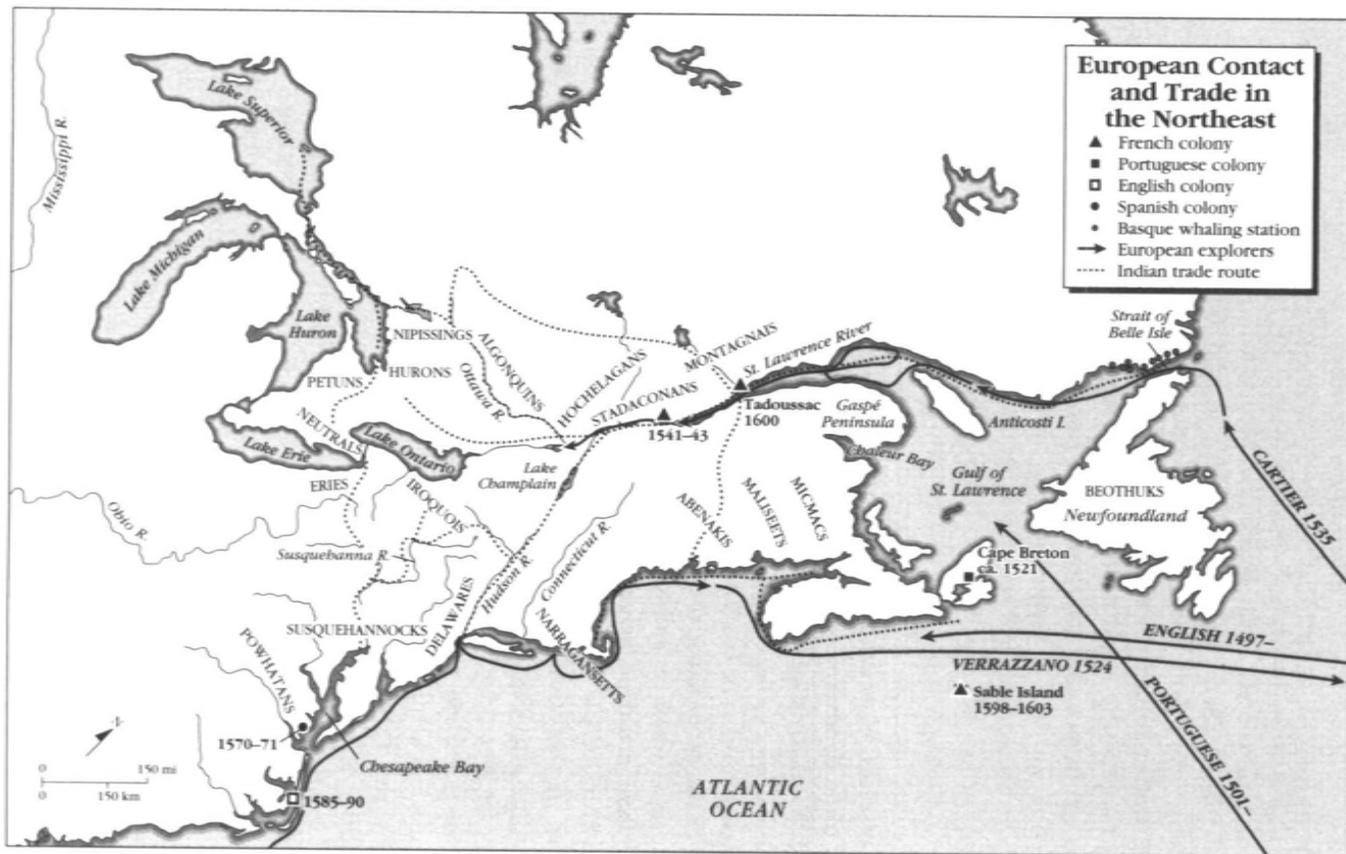 European Contact
and Trade in
the Northeast
French colony
Portuguese colony
English colony
Spanish colony
Basque whaling station
European explorers
Indian trade route
Lake Superior
Mississippi R.
Lake Michigan
Lake
Huron
Strait of
Belle Isle
NIPISSINGS
ALGONQUINS
Ottawa R.
HOCHELAGANS
MONTAGNAIS
St. Lawrence River
PETUNS
HURONS
STADACONANS
Tadoussac
1600
Gaspé
Peninsula
Anticosti I.
1541–43
NEUTRALS
Lake Erie
Lake Ontario
Lake
Champlain
Chaleur Bay
Gulf of
St. Lawrence
BEOTHUKS
Newfoundland
CARTIER 1535
ERIES
IROQUOIS
ABENAKIS
MALISEETS
MICMACS
Ohio R.
Susquehanna R.
Hudson R.
Connecticut R.
Cape Breton
ca. 1521
DELAWARES
SUSQUEHANNOCKS
NARRAGANSETTS
ENGLISH 1497–
VERRAZZANO 1524
PORTUGUESE 1501–
POWHATANS
Sable Island
1598–1603
1570–71
Chesapeake Bay
N
0 150 mi
0 150 km
1585–90
ATLANTIC
OCEAN